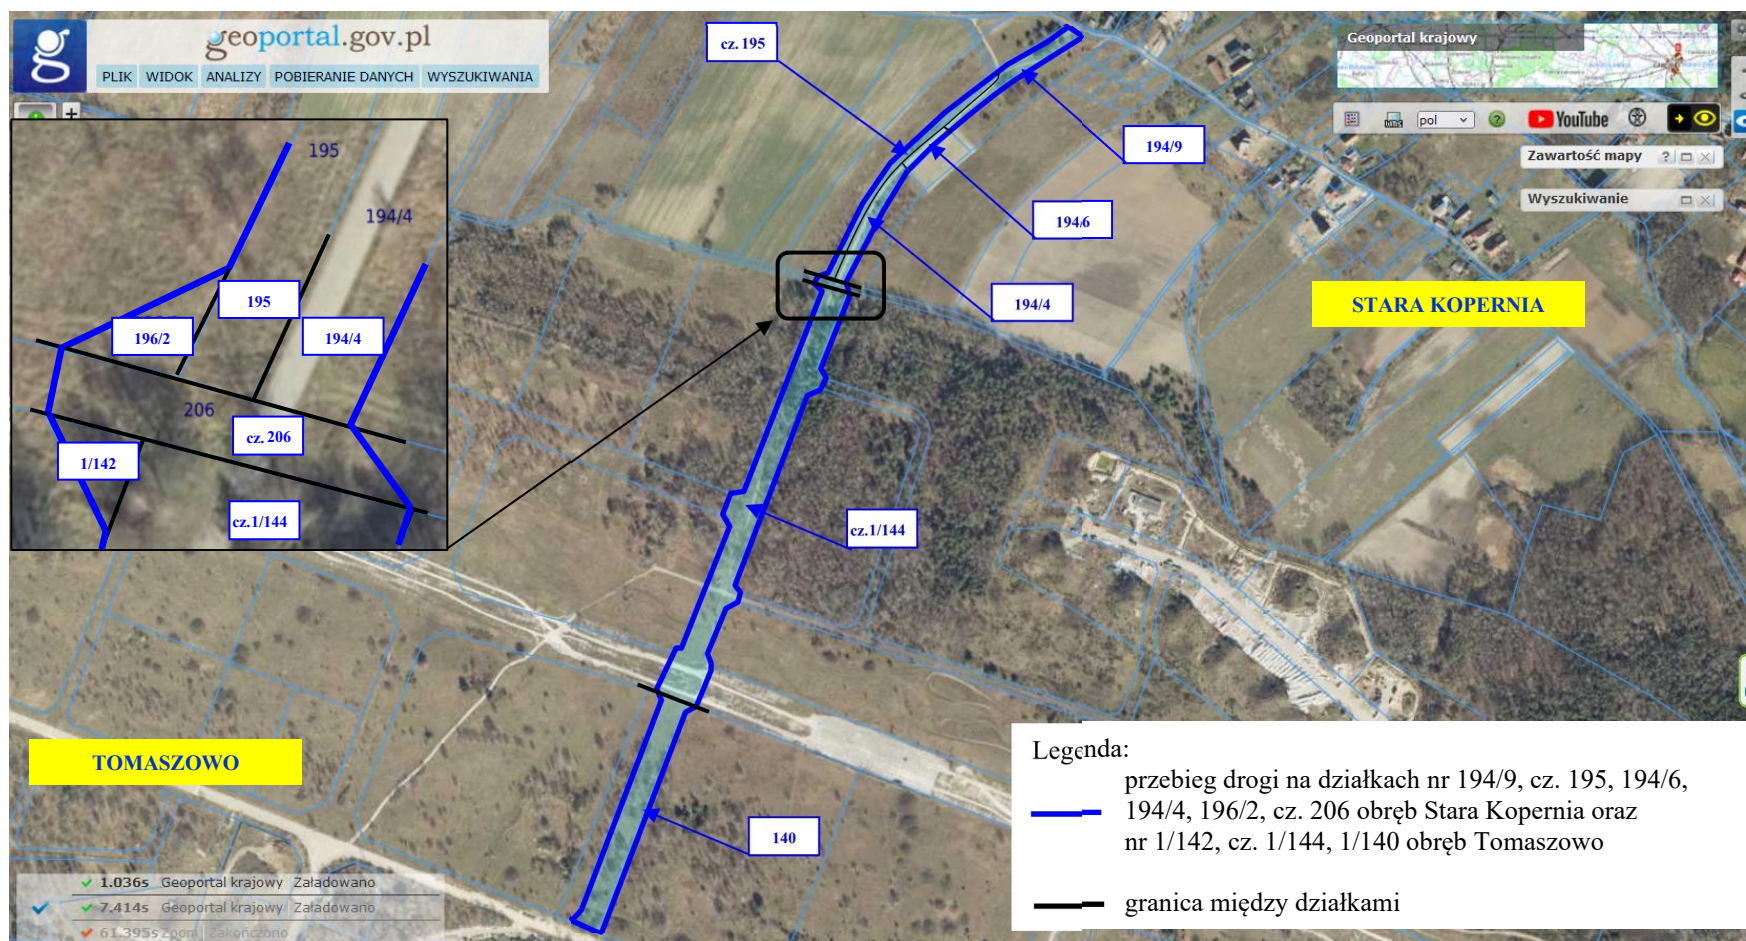 geoportal.gov.pl
PLIK WIDOK ANALIZY POBIERANIE DANYCH WYSZUKIWANIA
Geoportal krajowy
pol
YouTube
Zawartość mapy
Wyszukiwanie
cz. 195
194/9
194/6
194/4
195
194/4
195
196/2
194/4
206
cz. 206
1/142
cz.1/144
cz.1/144
STARA KOPERNIA
TOMASZOWO
140
Legenda:
przebieg drogi na działkach nr 194/9, cz. 195, 194/6,
194/4, 196/2, cz. 206 obręb Stara Kopernia oraz
nr 1/142, cz. 1/144, 1/140 obręb Tomaszowo
granica między działkami
1.036s Geoportal krajowy Załadowano
7.414s Geoportal krajowy Załadowano
61.395s Zoom Zakończono